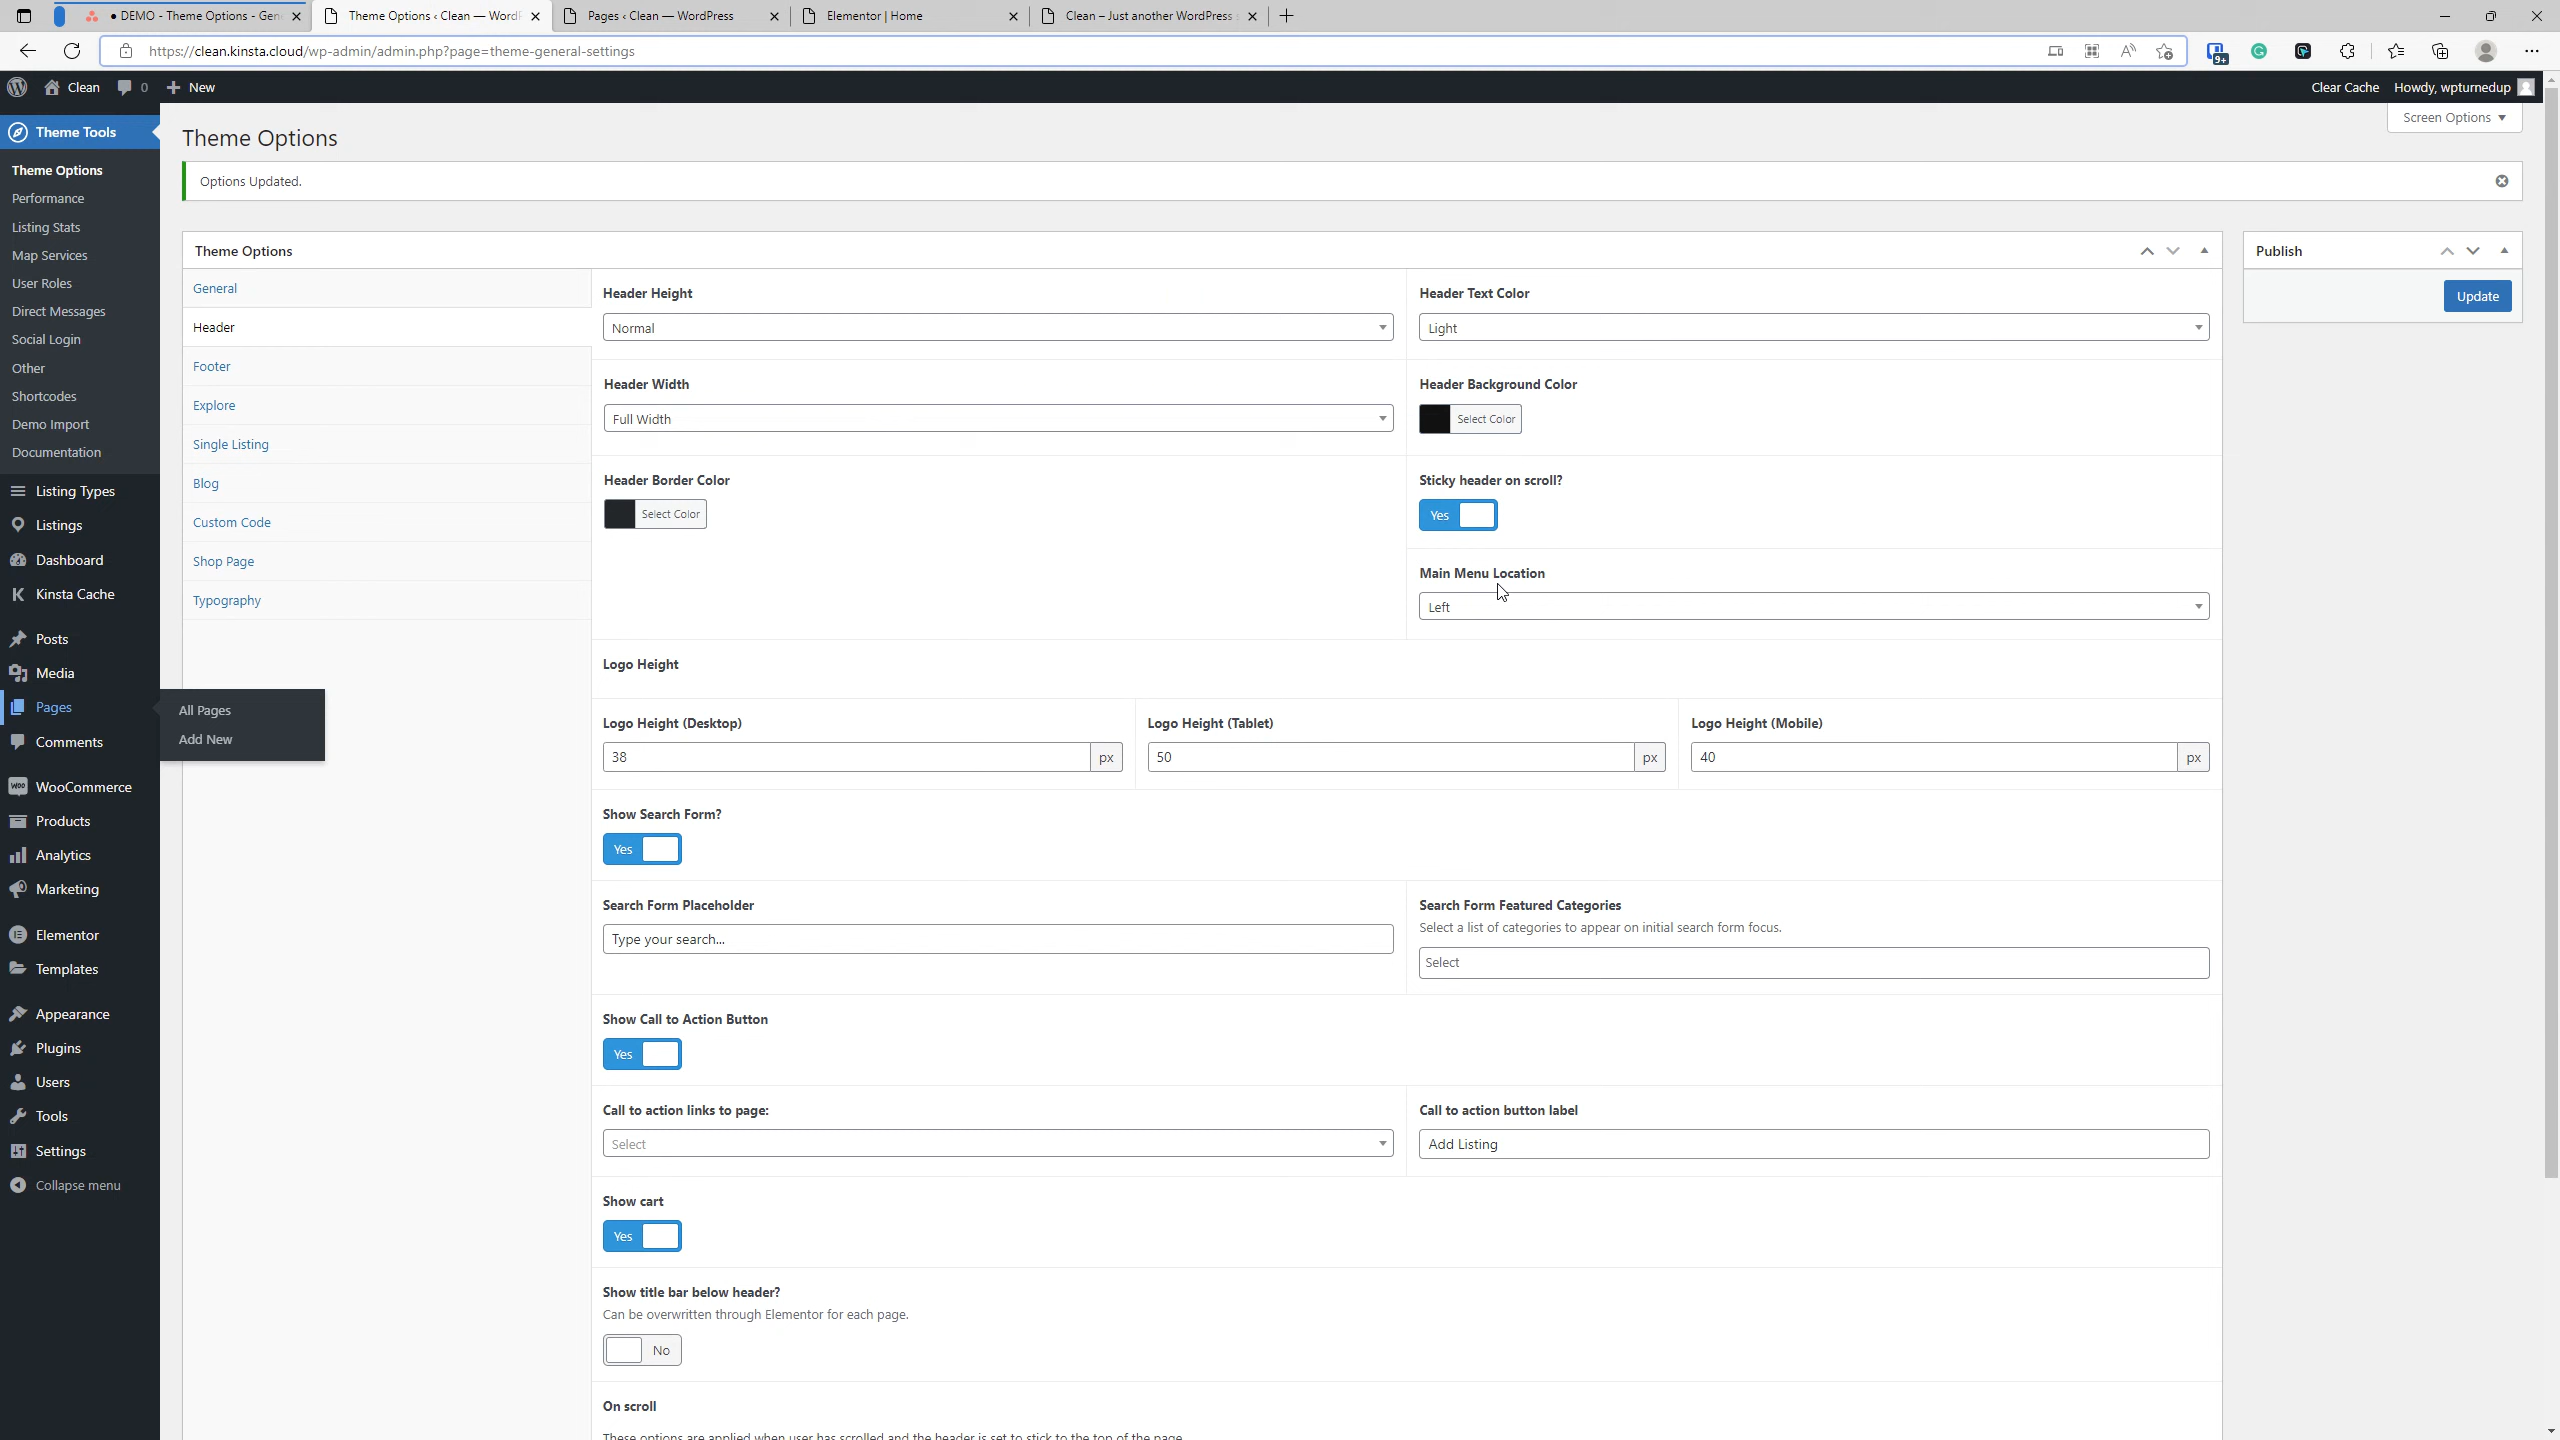 DEMO - Theme Options - Gen
Theme Options ‹ Clean — WordP
Pages ‹ Clean — WordPress
Elementor | Home
Clean – Just another WordPress
https://clean.kinsta.cloud/wp-admin/admin.php?page=theme-general-settings
9+
Clean
0
New
Clear Cache
Howdy, wpturnedup
Theme Tools
Theme Options
Performance
Listing Stats
Map Services
User Roles
Direct Messages
Social Login
Other
Shortcodes
Demo Import
Documentation
Listing Types
Listings
Dashboard
Kinsta Cache
Posts
Media
Pages
All Pages
Add New
Comments
WooCommerce
Products
Analytics
Marketing
Elementor
Templates
Appearance
Plugins
Users
Tools
Settings
Collapse menu
Theme Options
Screen Options
Options Updated.
Theme Options
General
Header
Footer
Explore
Single Listing
Blog
Custom Code
Shop Page
Typography
Header Height
Normal
Header Text Color
Light
Header Width
Full Width
Header Background Color
Select Color
Header Border Color
Select Color
Sticky header on scroll?
Yes
Main Menu Location
Left
Logo Height
Logo Height (Desktop)
38
px
Logo Height (Tablet)
50
px
Logo Height (Mobile)
40
px
Show Search Form?
Yes
Search Form Placeholder
Type your search...
Search Form Featured Categories
Select a list of categories to appear on initial search form focus.
Select
Show Call to Action Button
Yes
Call to action links to page:
Select
Call to action button label
Add Listing
Show cart
Yes
Show title bar below header?
Can be overwritten through Elementor for each page.
No
On scroll
These options are applied when user has scrolled and the header is set to stick to the top of the page.
Publish
Update